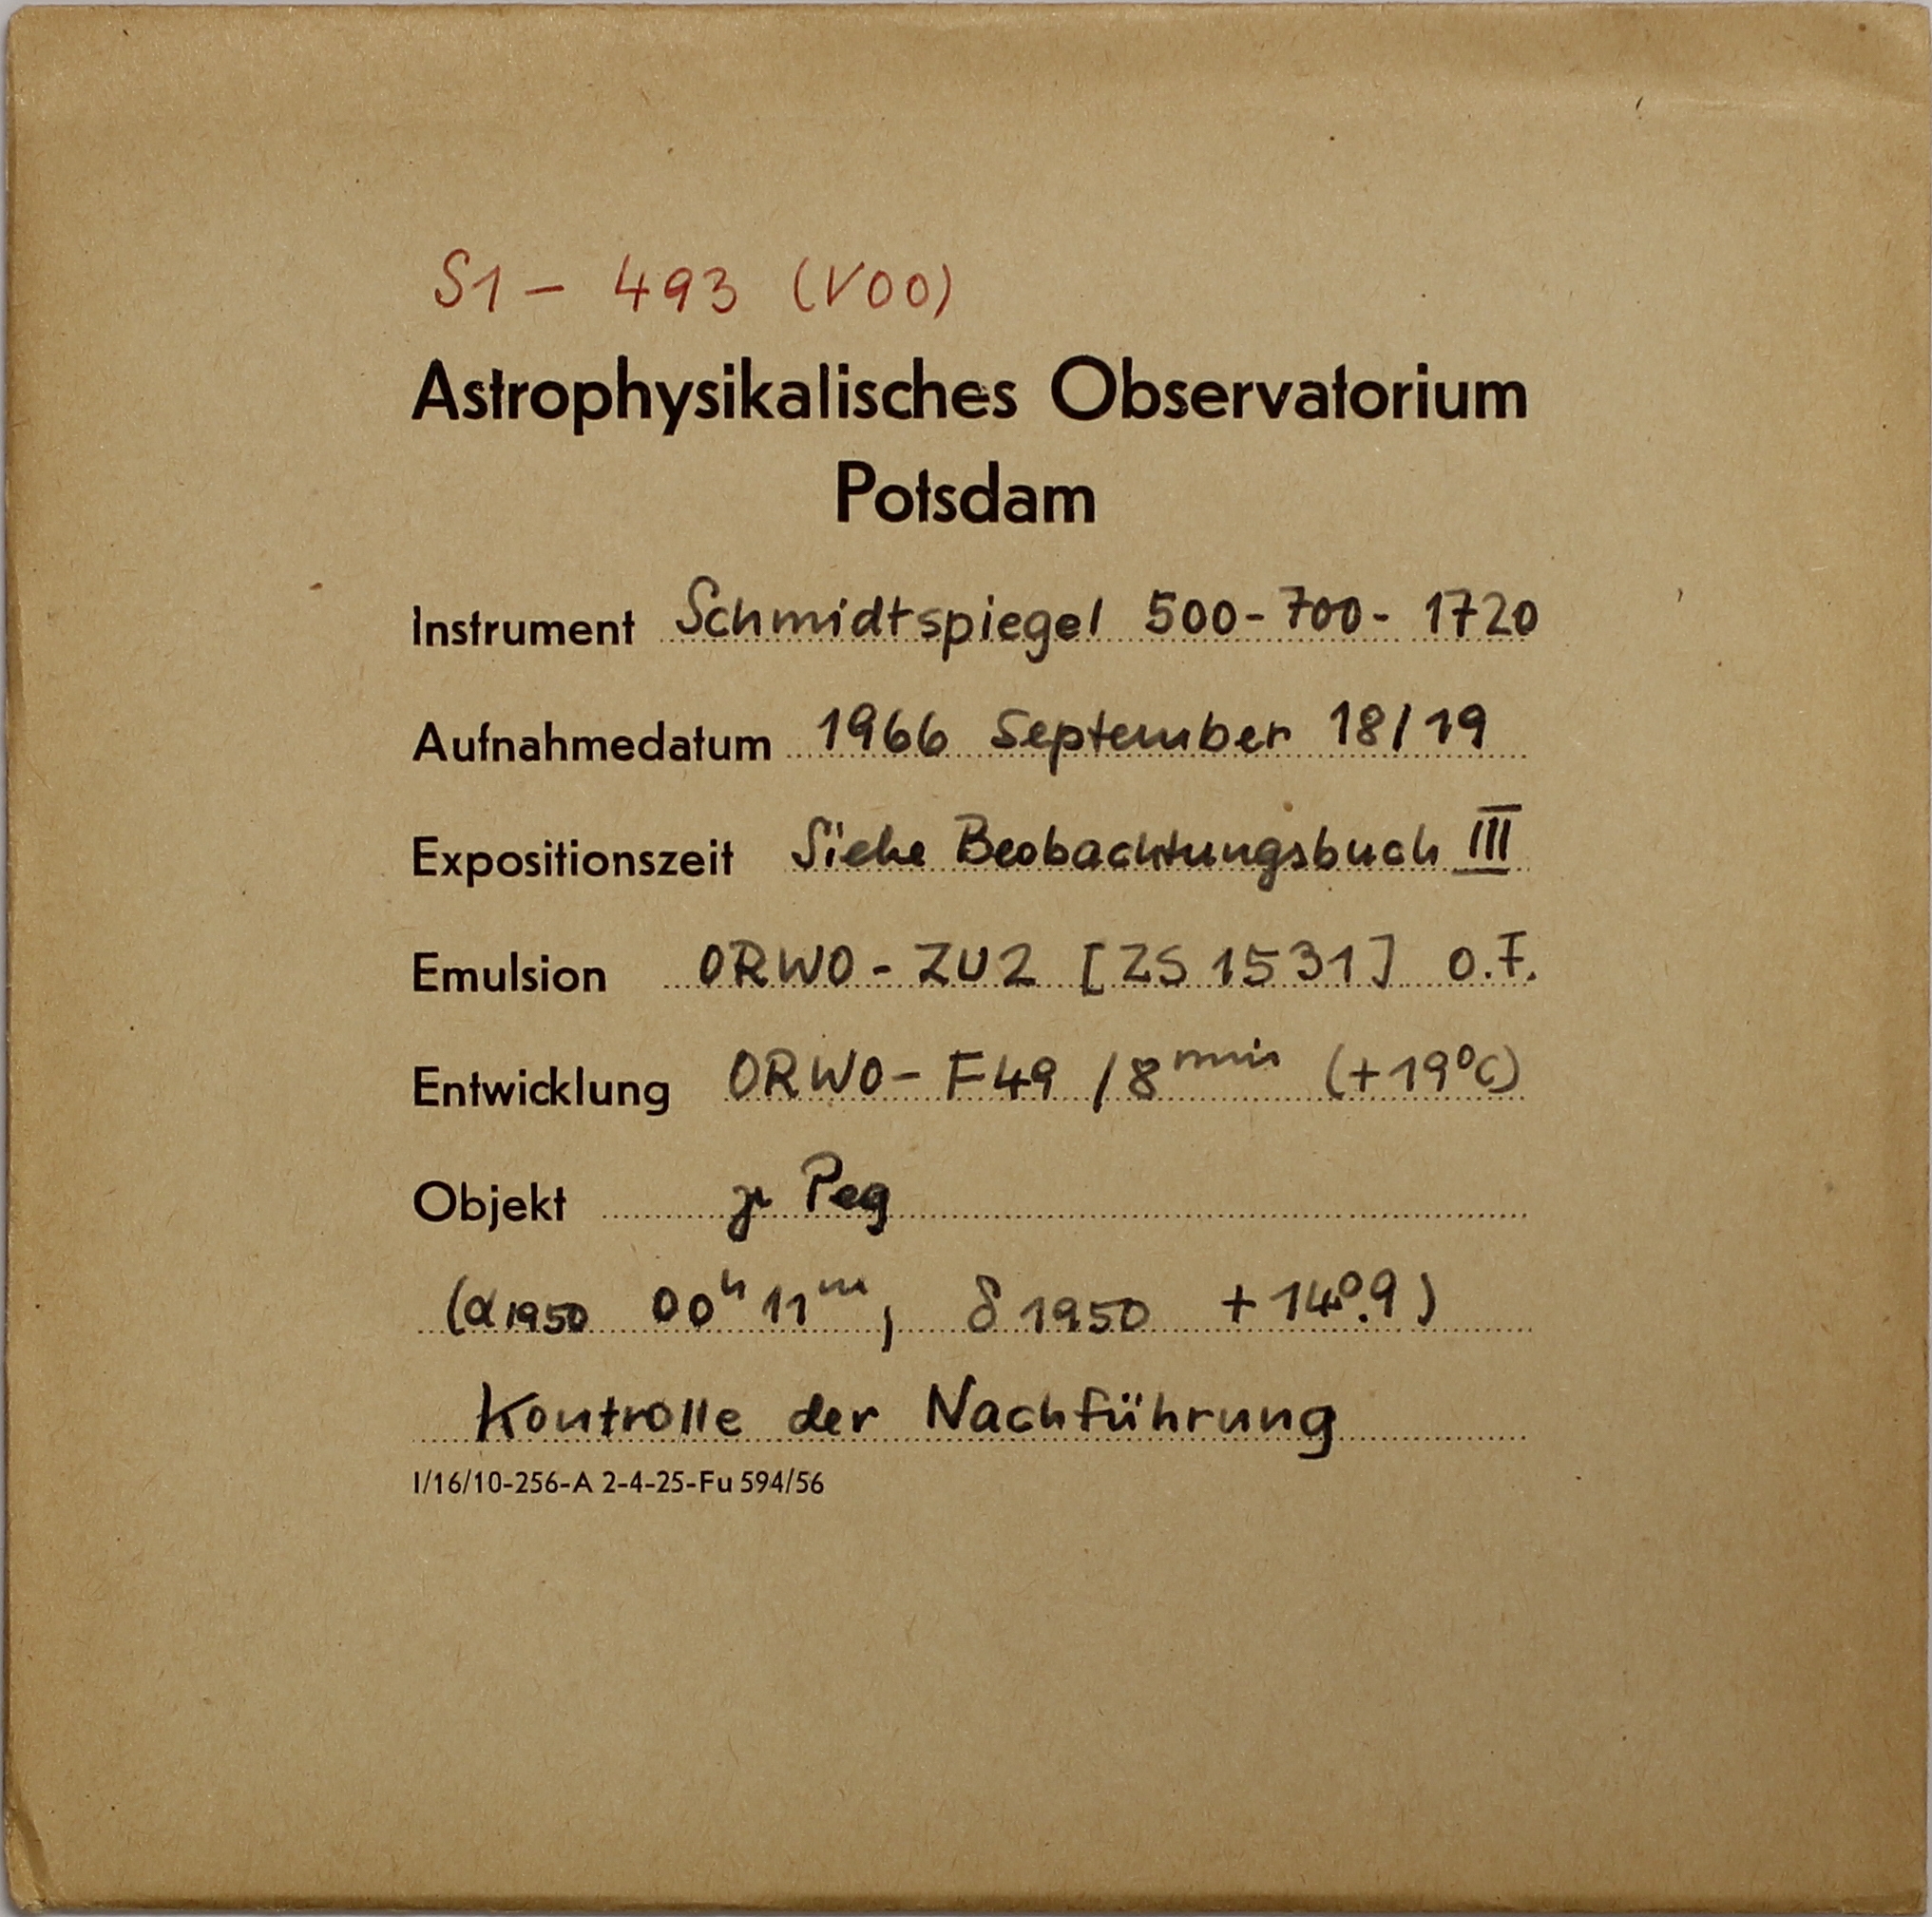 S1 - 493 (V00)
Astrophysikalisches Observatorium
Potsdam
Instrument Schmidtspiegel 500-700-1720
Aufnahmedatum 1966 September 18/19
Expositionszeit Siehe Beobachtungsbuch III
Emulsion ORWO-ZU2 [ZS 1531] o.F.
Entwicklung ORWO-F49 /8ᵐⁱⁿ (+19°C)
Objekt γ Peg
(α1950 00ʰ11ᵐ, δ1950 +14°.9)
Kontrolle der Nachführung
I/16/10-256-A 2-4-25-Fu 594/56